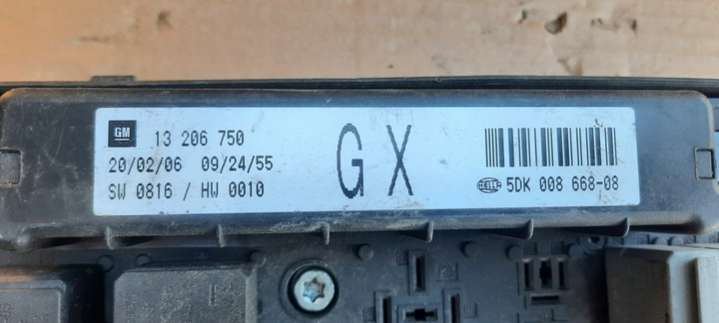 GM 13 206 750
20/02/06 09/24/55
SW 0816 / HW 0010
GX
HELLA 5DK 008 668-08